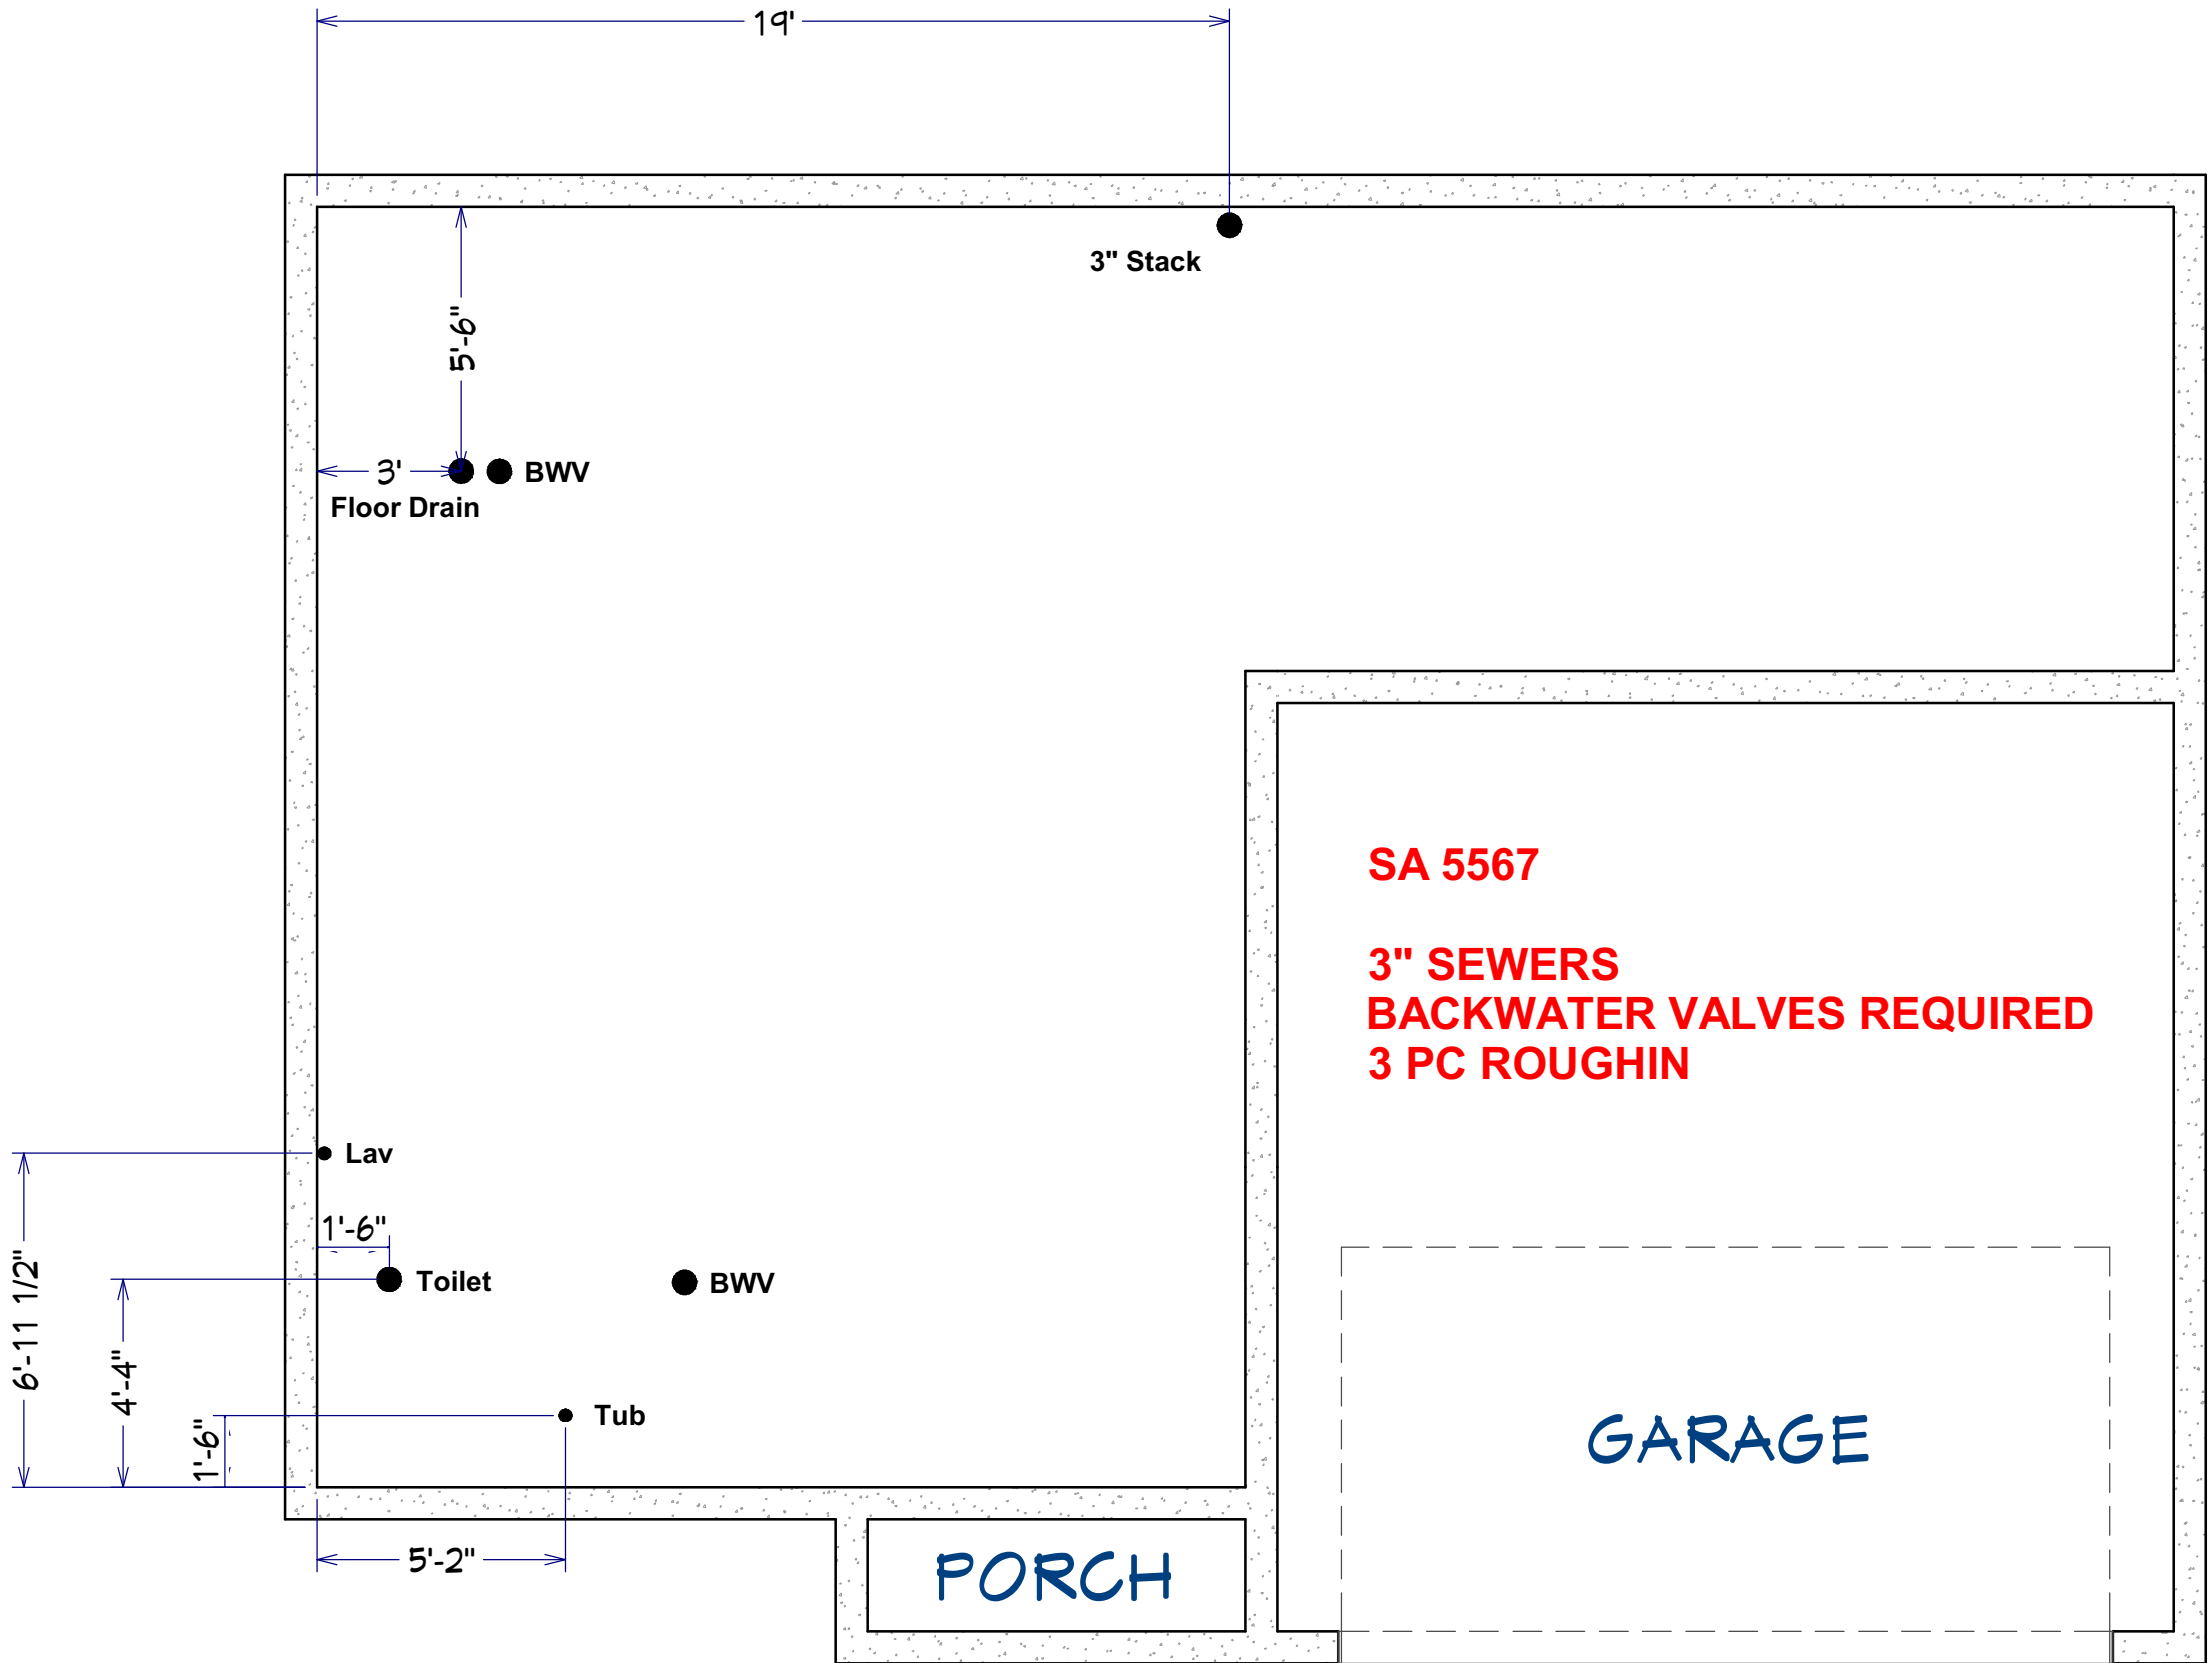 19'
3" Stack
5'-6"
3'
BWV
Floor Drain
SA 5567
3" SEWERS
BACKWATER VALVES REQUIRED
3 PC ROUGHIN
Lav
1'-6"
6'-11 1/2"
Toilet
BWV
4'-4"
1'-6"
Tub
GARAGE
5'-2"
PORCH